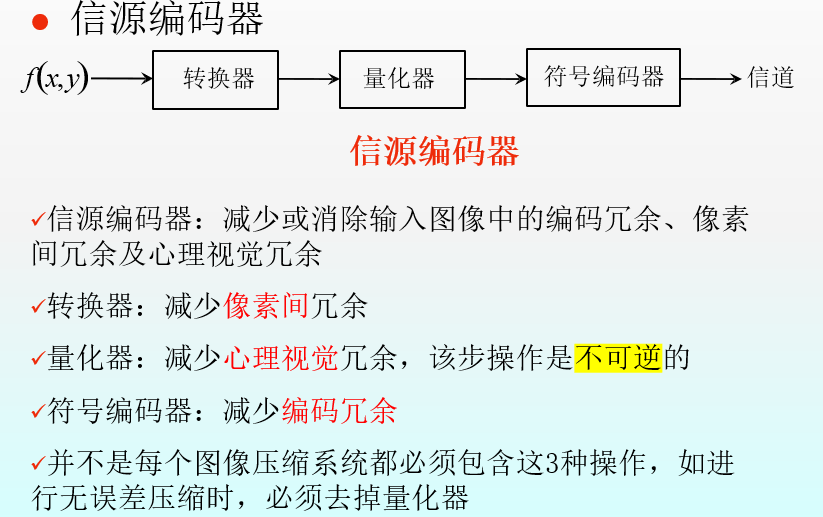 • 信源编码器
f(x,y) 转换器 量化器 符号编码器 信道
信源编码器
✓信源编码器：减少或消除输入图像中的编码冗余、像素
间冗余及心理视觉冗余
✓转换器：减少像素间冗余
✓量化器：减少心理视觉冗余，该步操作是不可逆的
✓符号编码器：减少编码冗余
✓并不是每个图像压缩系统都必须包含这3种操作，如进
行无误差压缩时，必须去掉量化器